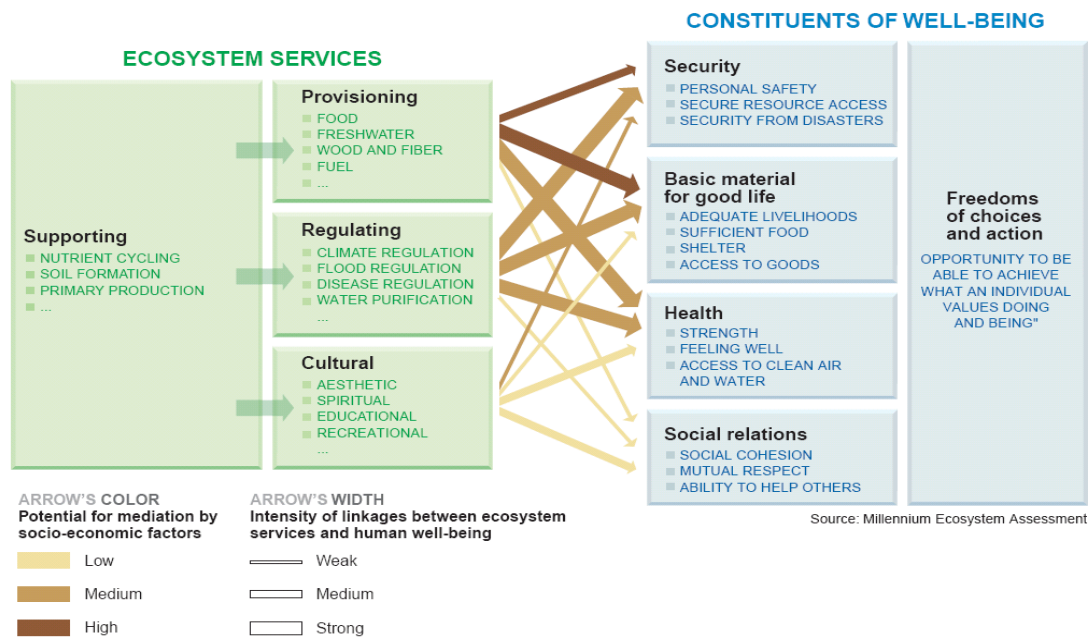 CONSTITUENTS OF WELL-BEING
ECOSYSTEM SERVICES
Supporting
NUTRIENT CYCLING
SOIL FORMATION
PRIMARY PRODUCTION
...
Provisioning
FOOD
FRESHWATER
WOOD AND FIBER
FUEL
...
Regulating
CLIMATE REGULATION
FLOOD REGULATION
DISEASE REGULATION
WATER PURIFICATION
...
Cultural
AESTHETIC
SPIRITUAL
EDUCATIONAL
RECREATIONAL
...
Security
PERSONAL SAFETY
SECURE RESOURCE ACCESS
SECURITY FROM DISASTERS
Basic material
for good life
ADEQUATE LIVELIHOODS
SUFFICIENT FOOD
SHELTER
ACCESS TO GOODS
Health
STRENGTH
FEELING WELL
ACCESS TO CLEAN AIR
AND WATER
Social relations
SOCIAL COHESION
MUTUAL RESPECT
ABILITY TO HELP OTHERS
Freedoms
of choices
and action
OPPORTUNITY TO BE
ABLE TO ACHIEVE
WHAT AN INDIVIDUAL
VALUES DOING
AND BEING"
Source: Millennium Ecosystem Assessment
ARROW'S COLOR
Potential for mediation by
socio-economic factors
Low
Medium
High
ARROW'S WIDTH
Intensity of linkages between ecosystem
services and human well-being
Weak
Medium
Strong